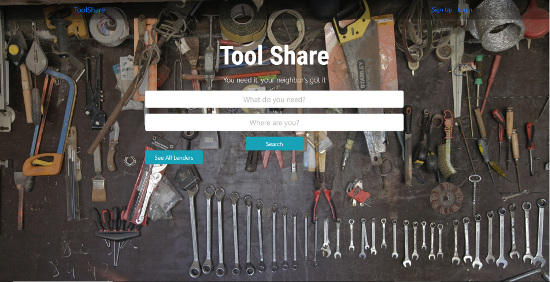 ToolShare
Sign Up Login
Tool Share
You need it, your neighbor's got it
What do you need?
Where are you?
Search
See All Lenders